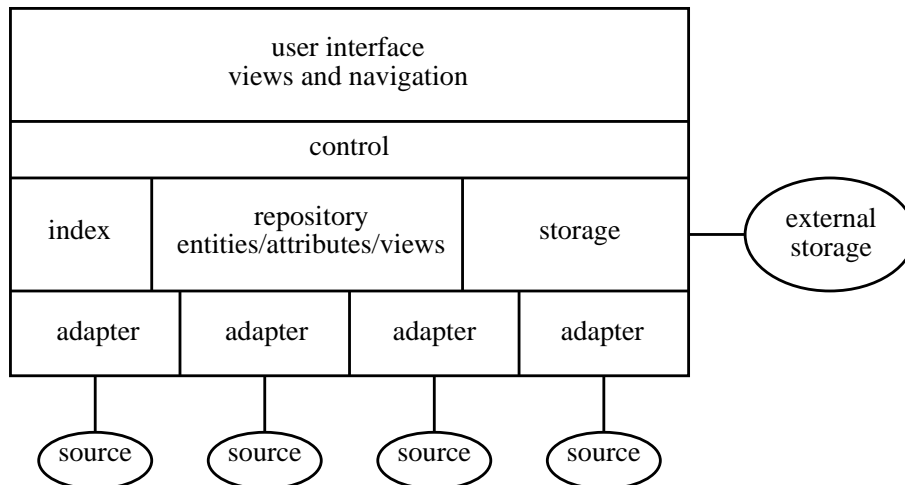 user interface
views and navigation
control
index
repository
entities/attributes/views
storage
external
storage
adapter
adapter
adapter
adapter
source
source
source
source